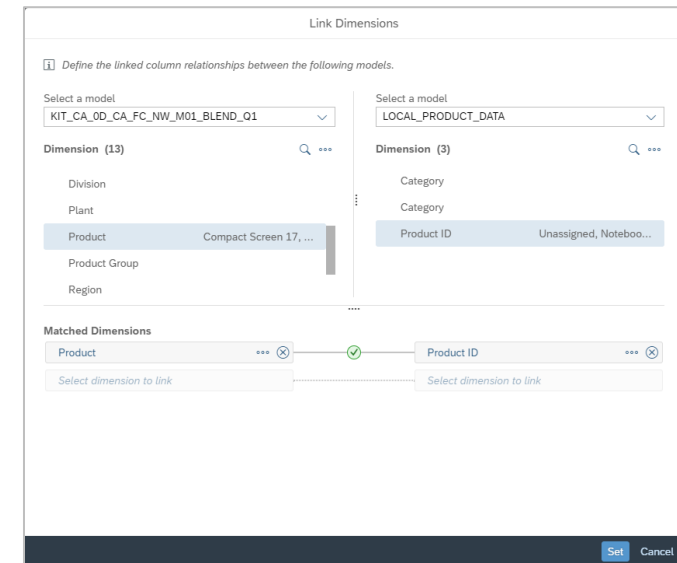 Link Dimensions
Define the linked column relationships between the following models.
Select a model
KIT_CA_0D_CA_FC_NW_M01_BLEND_Q1
Dimension (13)
Division
Plant
Product Compact Screen 17, ...
Product Group
Region
Select a model
LOCAL_PRODUCT_DATA
Dimension (3)
Category
Category
Product ID Unassigned, Noteboo...
Matched Dimensions
Product Product ID
Select dimension to link Select dimension to link
Set Cancel